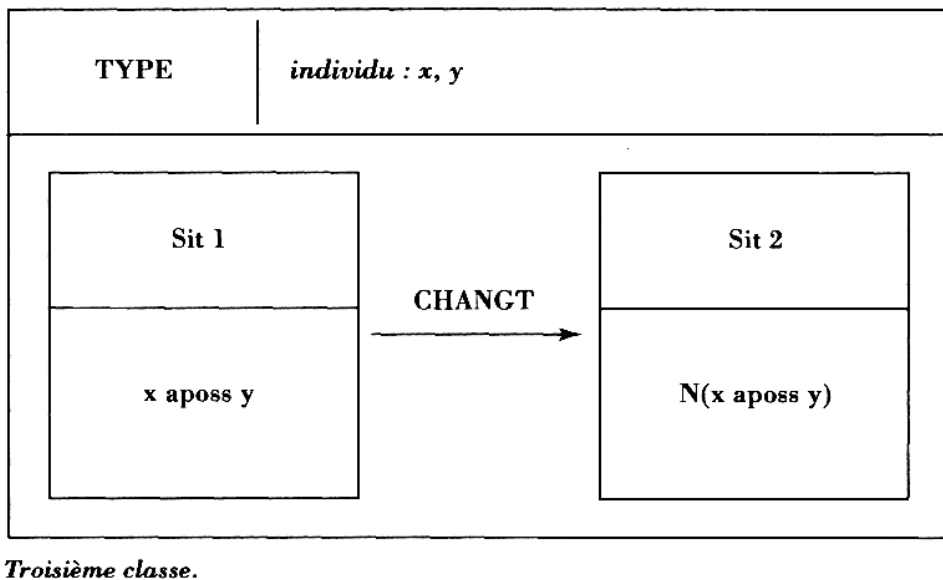 TYPE
individu : x, y
Sit 1
Sit 2
CHANGT
x aposs y
N(x aposs y)
Troisième classe.